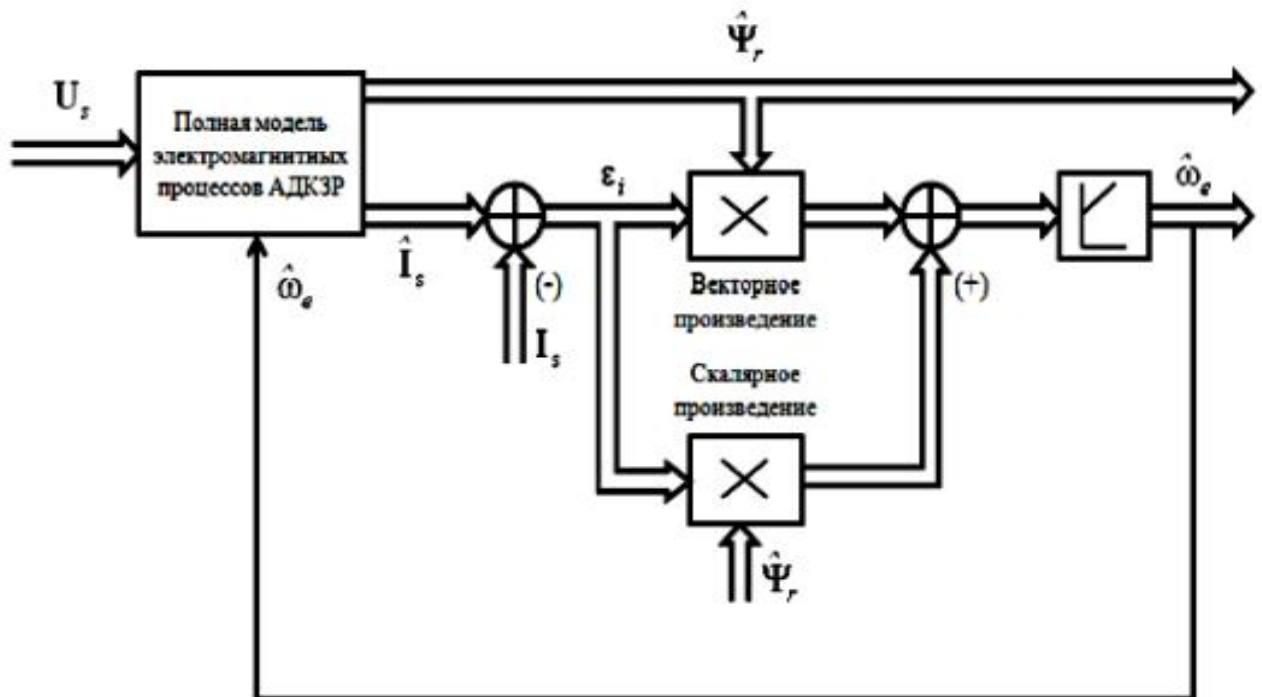 Ψ̂r
Us
Полная модель
электромагнитных
процессов АДКЗР
εi
ω̂e
Îs
ω̂e
(-)
Is
Векторное
произведение
(+)
Скалярное
произведение
Ψ̂r